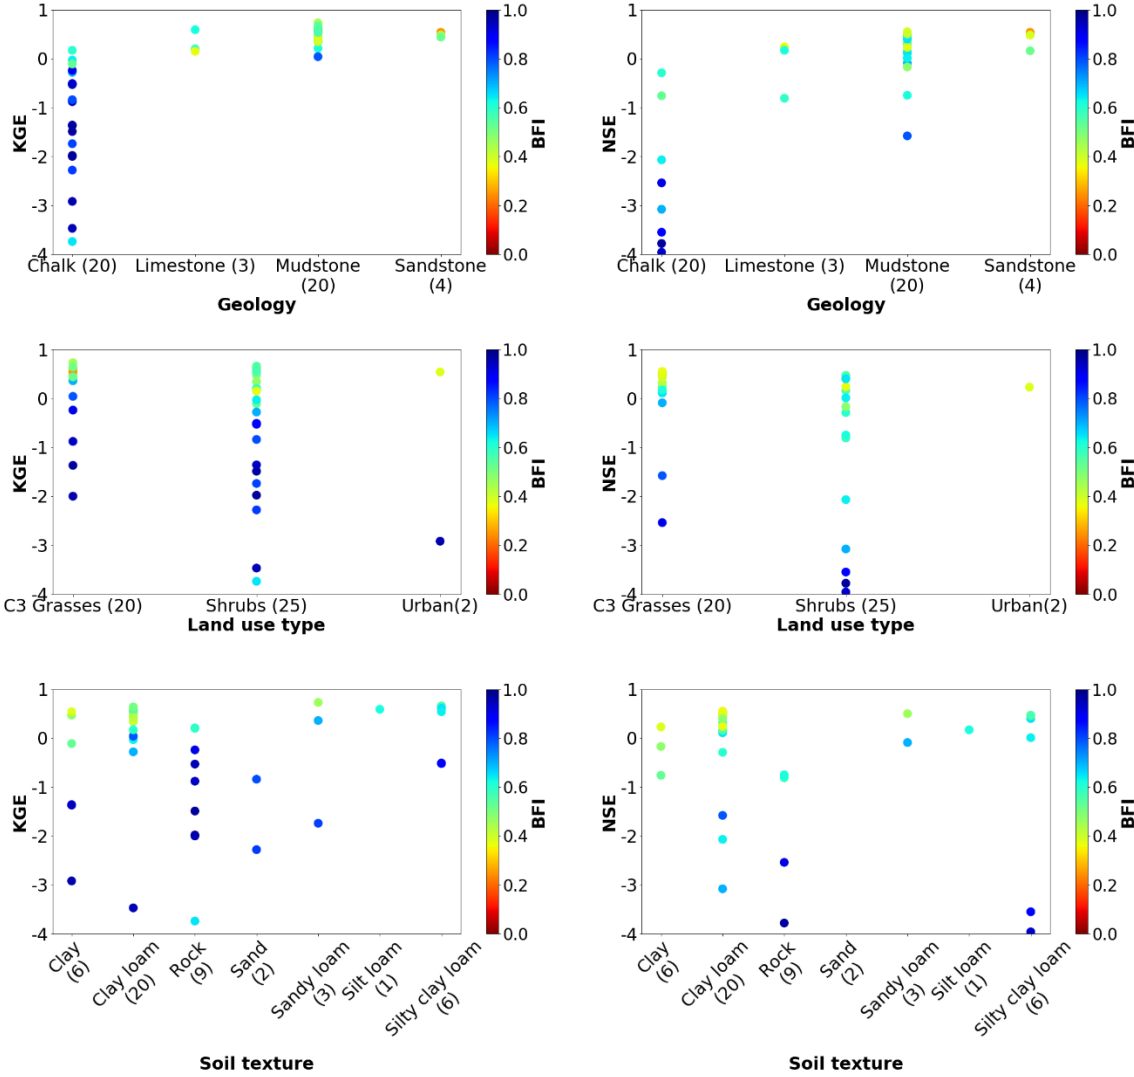 1
0
-1
-2
-3
-4
KGE
Chalk (20)
Limestone (3)
Mudstone
(20)
Sandstone
(4)
Geology
1.0
0.8
0.6
0.4
0.2
0.0
BFI
1
0
-1
-2
-3
-4
NSE
Chalk (20)
Limestone (3)
Mudstone
(20)
Sandstone
(4)
Geology
1.0
0.8
0.6
0.4
0.2
0.0
BFI
1
0
-1
-2
-3
-4
KGE
C3 Grasses (20)
Shrubs (25)
Urban(2)
Land use type
1.0
0.8
0.6
0.4
0.2
0.0
BFI
1
0
-1
-2
-3
-4
NSE
C3 Grasses (20)
Shrubs (25)
Urban(2)
Land use type
1.0
0.8
0.6
0.4
0.2
0.0
BFI
1
0
-1
-2
-3
-4
KGE
Clay
(6)
Clay loam
(20)
Rock
(9)
Sand
(2)
Sandy loam
(3)
Silt loam
(1)
Silty clay loam
(6)
Soil texture
1.0
0.8
0.6
0.4
0.2
0.0
BFI
1
0
-1
-2
-3
-4
NSE
Clay
(6)
Clay loam
(20)
Rock
(9)
Sand
(2)
Sandy loam
(3)
Silt loam
(1)
Silty clay loam
(6)
Soil texture
1.0
0.8
0.6
0.4
0.2
0.0
BFI